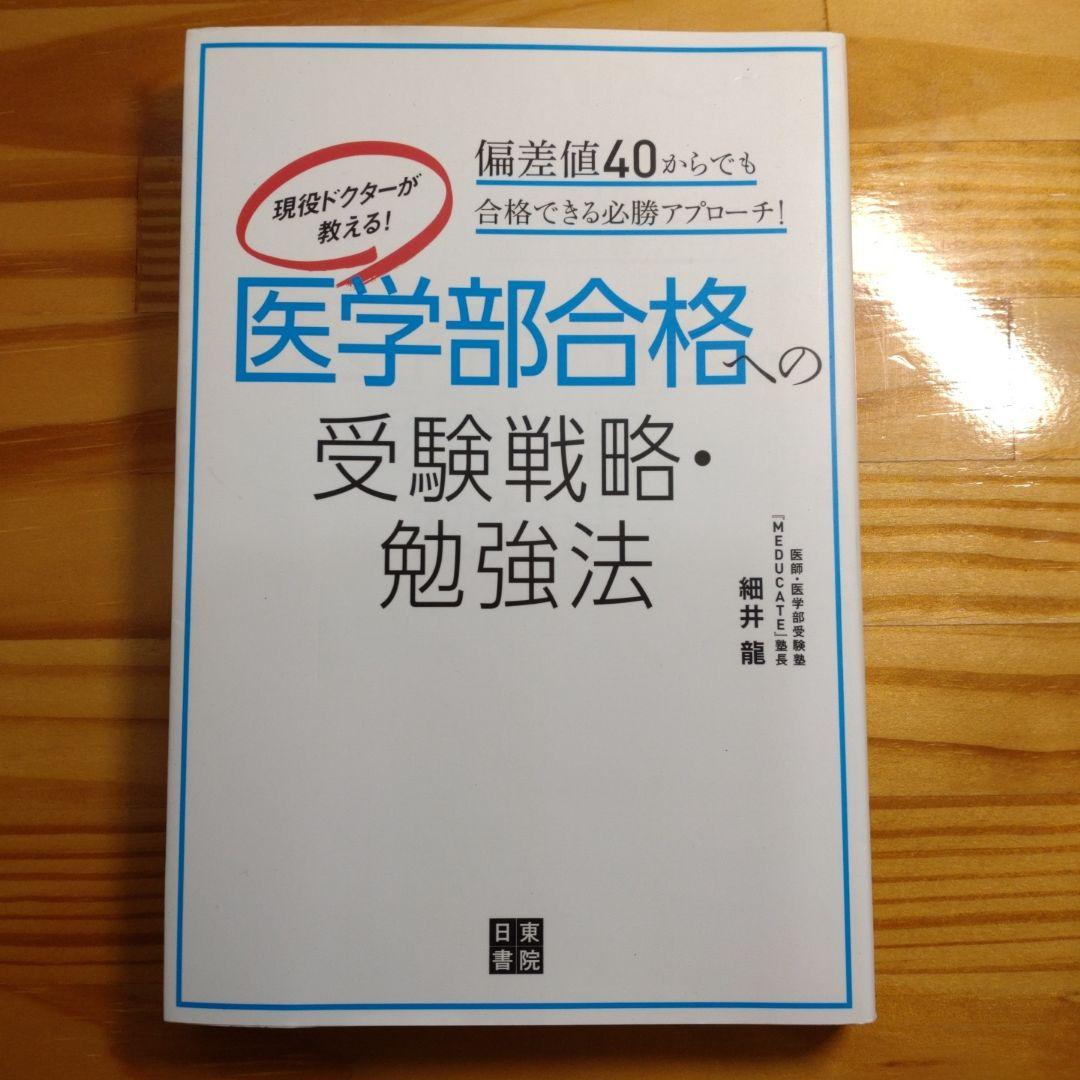 現役ドクターが
教える!
偏差値40からでも
合格できる必勝アプローチ!
医学部合格への
受験戦略・
勉強法
医師・医学部受験塾
『MEDUCATE』塾長
細井 龍
日東
書院